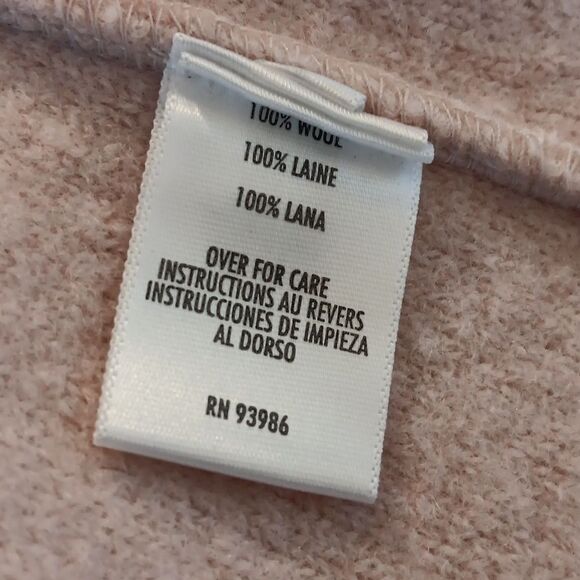 100% WOOL
100% LAINE
100% LANA
OVER FOR CARE
INSTRUCTIONS AU REVERS
INSTRUCCIONES DE IMPIEZA
AL DORSO
RN 93986